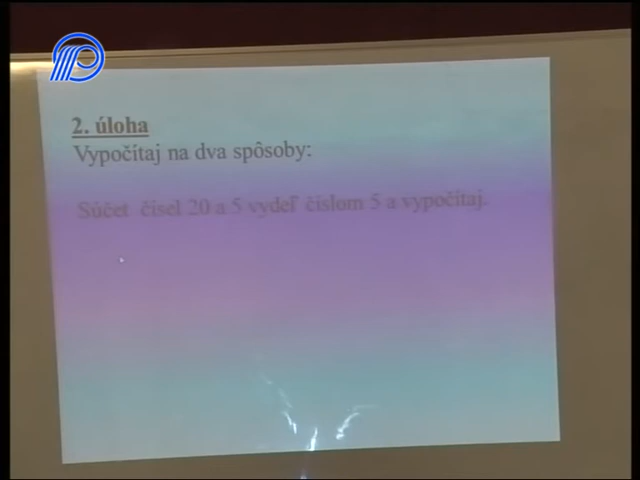 2. úloha
Vypočítaj na dva spôsoby:
Súčet čísel 20 a 5 vydeľ číslom 5 a vypočítaj.